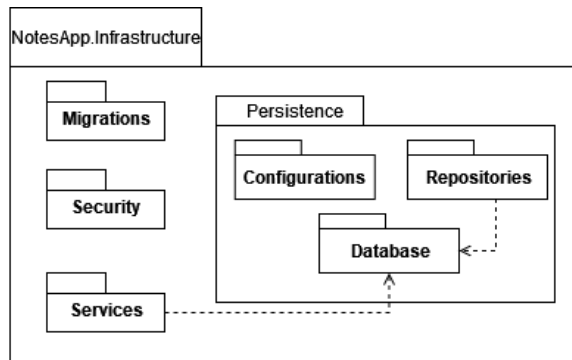 NotesApp.Infrastructure
Migrations
Persistence
Configurations
Repositories
Security
Database
Services